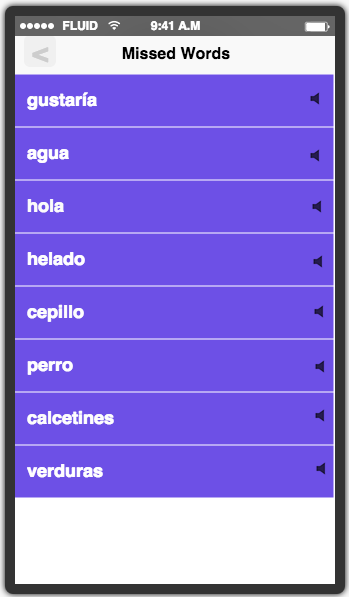 FLUID 9:41 A.M
< Missed Words
gustaría
agua
hola
helado
cepillo
perro
calcetines
verduras